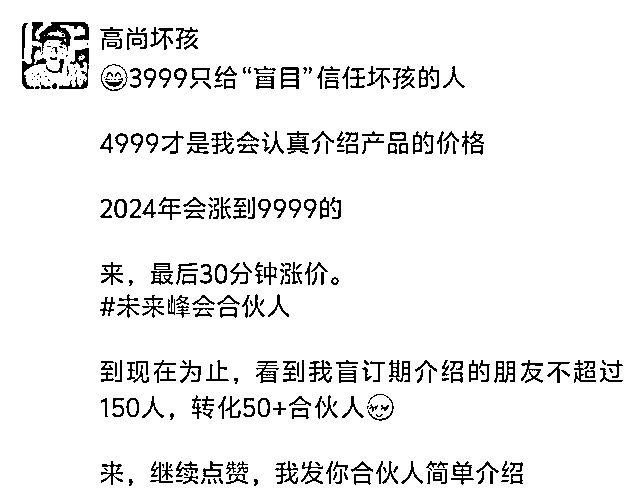 高尚坏孩
😄3999只给“盲目”信任坏孩的人
4999才是我会认真介绍产品的价格
2024年会涨到9999的
来，最后30分钟涨价。
#未来峰会合伙人
到现在为止，看到我盲订期介绍的朋友不超过
150人，转化50+合伙人😍
来，继续点赞，我发你合伙人简单介绍